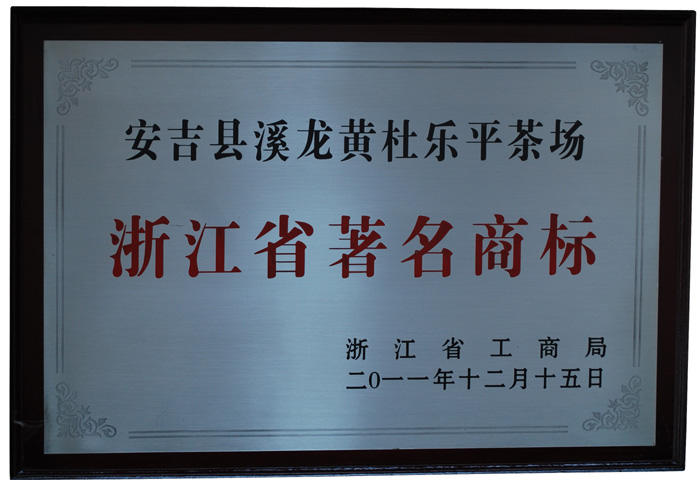 安吉县溪龙黄杜乐平茶场
浙江省著名商标
浙江省工商局
二0一一年十二月十五日